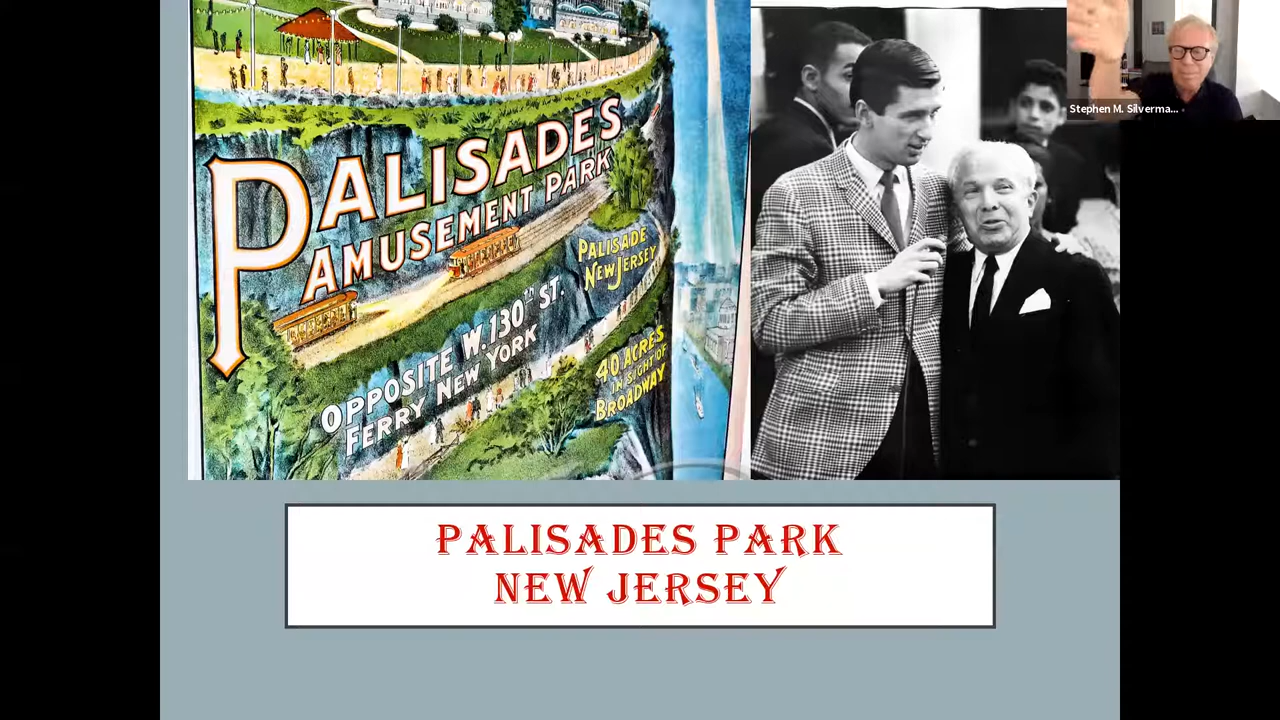 PALISADES
AMUSEMENT PARK
PALISADE
NEW JERSEY
OPPOSITE W. 130th ST.
FERRY NEW YORK
40 ACRES
IN SIGHT OF
BROADWAY
Stephen M. Silverma...
PALISADES PARK
NEW JERSEY